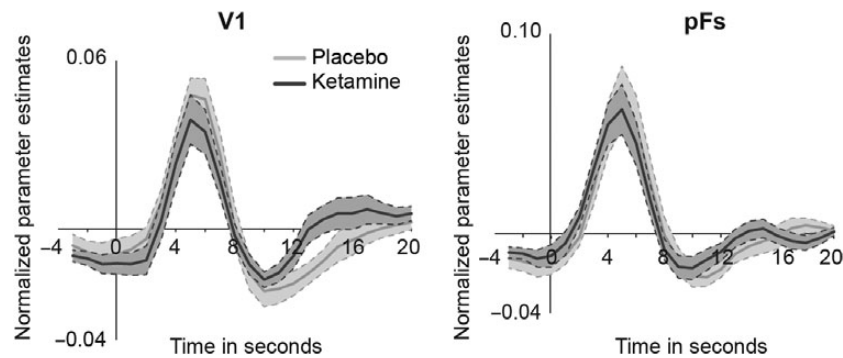 V1
Normalized parameter estimates
0.06
Placebo
Ketamine
−4 0 4 8 12 16 20
−0.04
Time in seconds
pFs
Normalized parameter estimates
0.10
-4 0 4 8 12 16 20
−0.04
Time in seconds